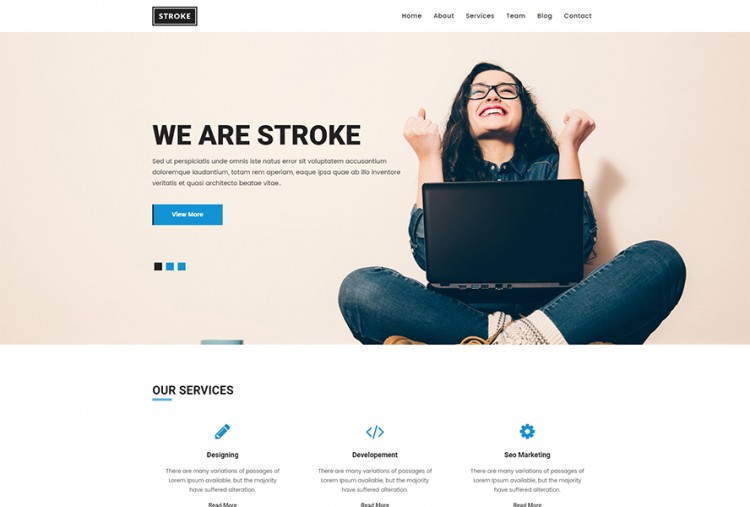 STROKE
Home About Services Team Blog Contact
WE ARE STROKE
Sed ut perspiciatis unde omnis iste natus error sit voluptatem accusantium
doloremque laudantium, totam rem aperiam, eaque ipsa quae ab illo inventore
veritatis et quasi architecto beatae vitae..
View More
OUR SERVICES
Designing Developement Seo Marketing
There are many variations of passages of There are many variations of passages of There are many variations of passages of
Lorem Ipsum available, but the majority Lorem Ipsum available, but the majority Lorem Ipsum available, but the majority
have suffered alteration. have suffered alteration. have suffered alteration.
Read More Read More Read More